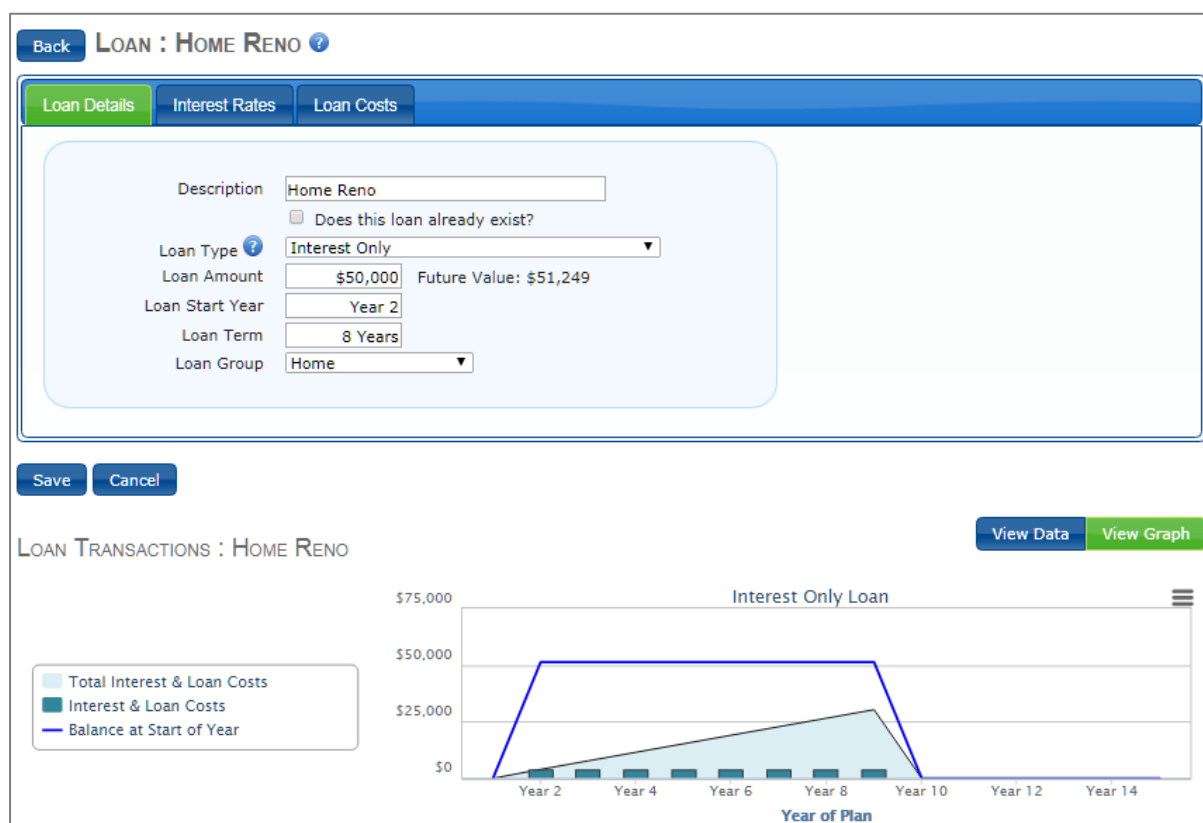 Back LOAN : HOME RENO ?
Loan Details Interest Rates Loan Costs
Description Home Reno
Does this loan already exist?
Loan Type ? Interest Only
Loan Amount $50,000 Future Value: $51,249
Loan Start Year Year 2
Loan Term 8 Years
Loan Group Home
Save Cancel
View Data View Graph
LOAN TRANSACTIONS : HOME RENO
Interest Only Loan
$75,000
$50,000
$25,000
$0
Total Interest & Loan Costs
Interest & Loan Costs
Balance at Start of Year
Year 2 Year 4 Year 6 Year 8 Year 10 Year 12 Year 14
Year of Plan